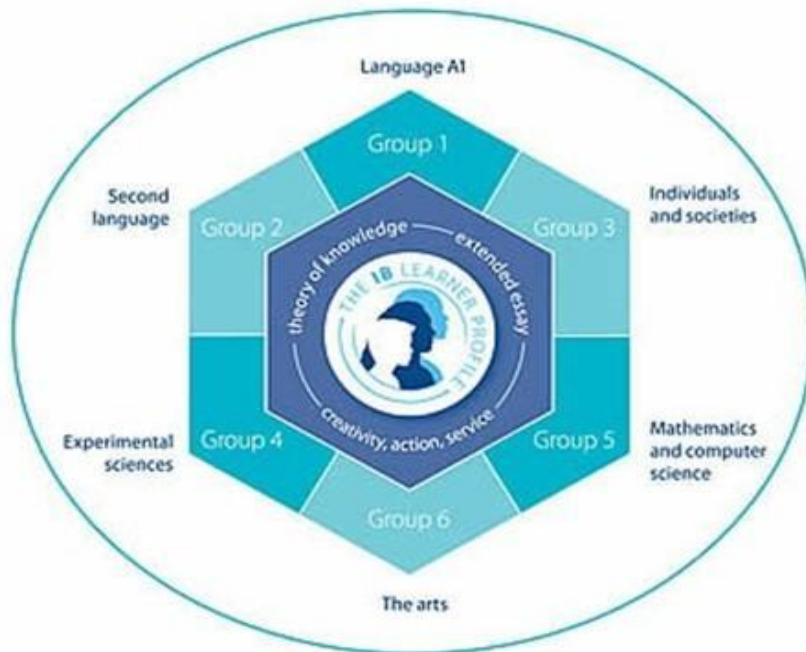 Language A1
Group 1
Second
language
Group 2
Individuals
and societies
Group 3
theory of knowledge
extended essay
THE IB LEARNER PROFILE
creativity, action, service
Experimental
sciences
Group 4
Group 5
Mathematics
and computer
science
Group 6
The arts